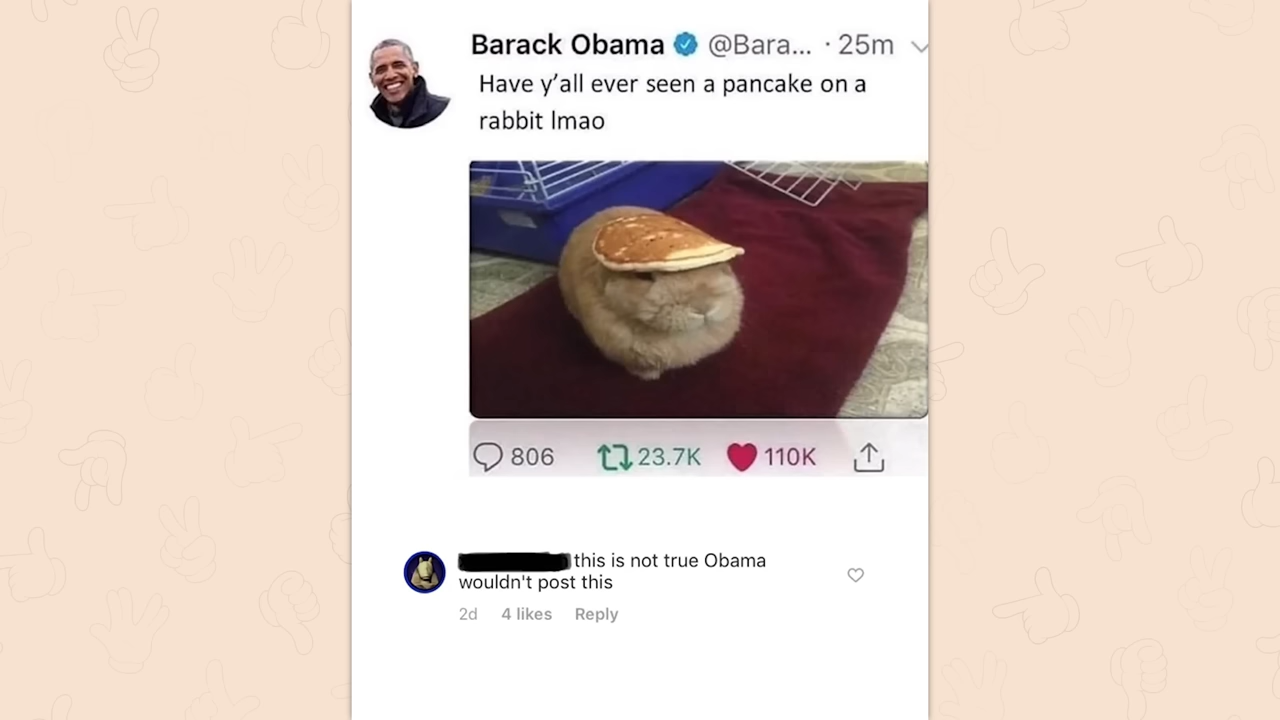 Barack Obama @Bara... · 25m
Have y’all ever seen a pancake on a
rabbit lmao
806 23.7K 110K
this is not true Obama
wouldn't post this
2d 4 likes Reply